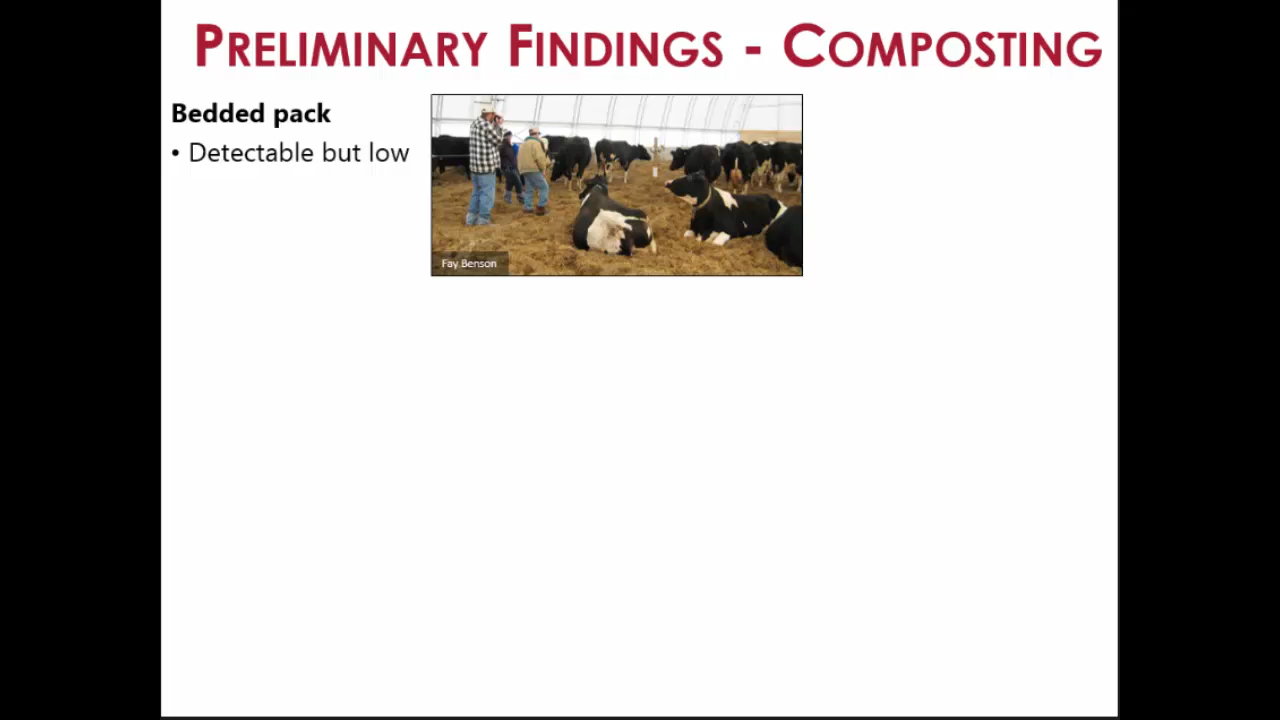 PRELIMINARY FINDINGS - COMPOSTING
Bedded pack
• Detectable but low
Fay Benson